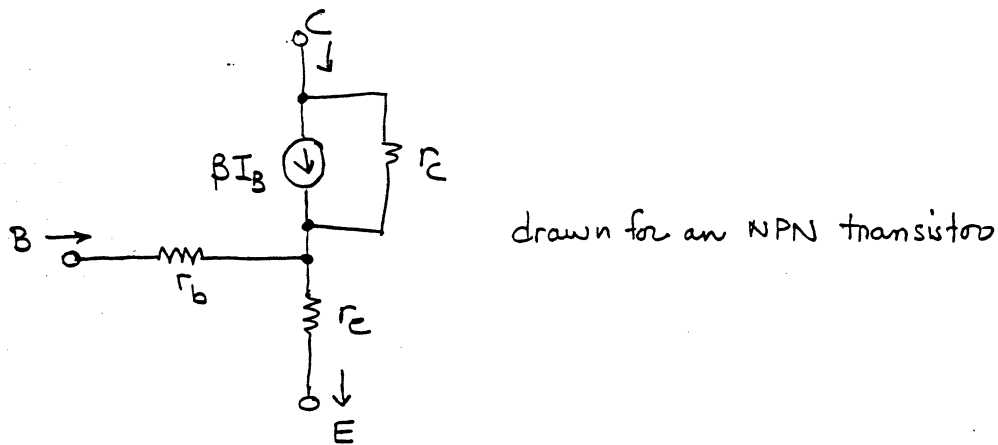 C
βI_B
r_c
B
r_b
drawn for an NPN transistor
r_e
E